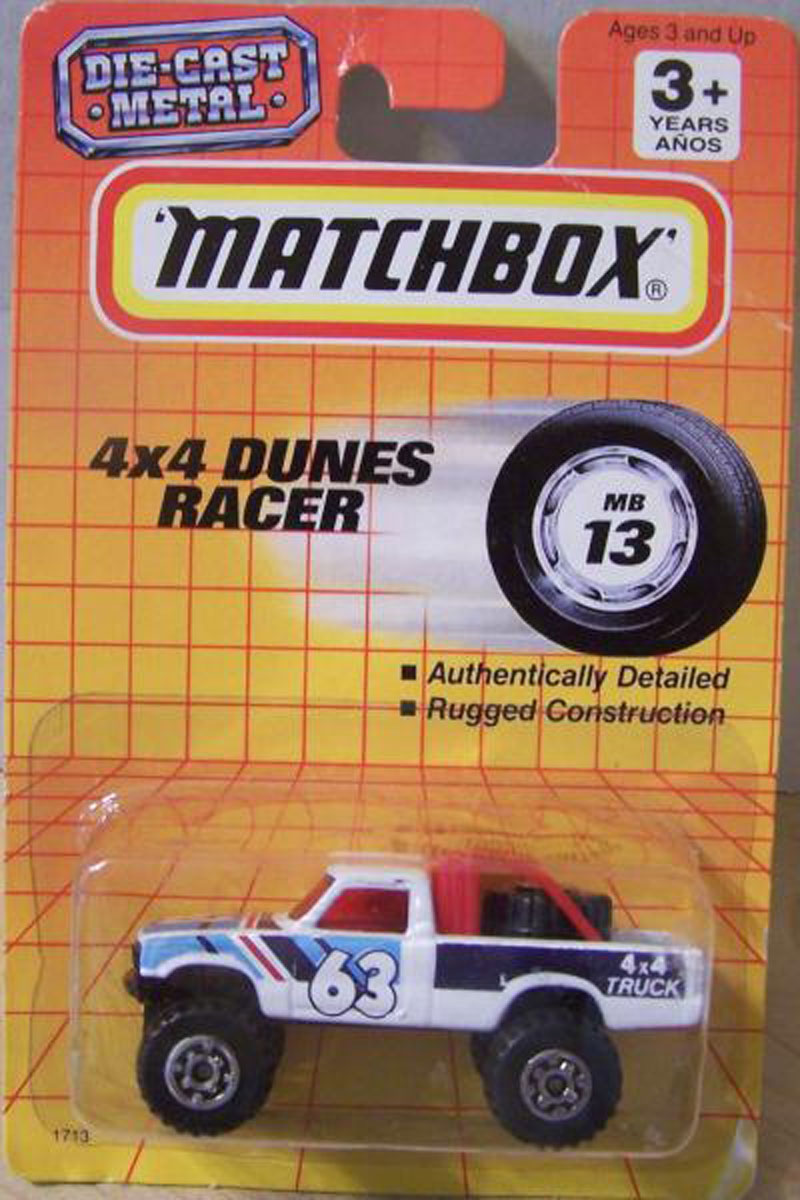 DIE-CAST
• METAL •
Ages 3 and Up
3+
YEARS
AÑOS
'MATCHBOX'®
4x4 DUNES
RACER
MB
13
■ Authentically Detailed
■ Rugged Construction
63
4x4
TRUCK
1713